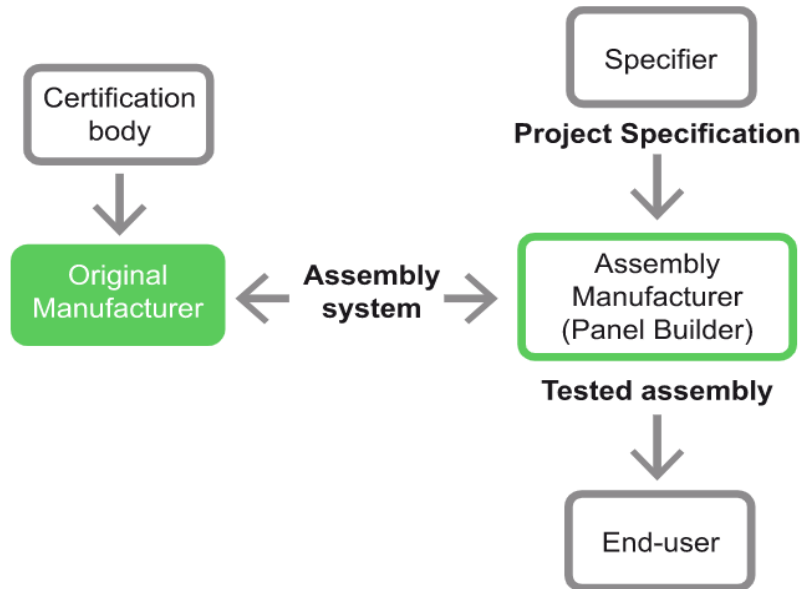 Specifier
Certification
body
Project Specification
Original
Manufacturer
Assembly
system
Assembly
Manufacturer
(Panel Builder)
Tested assembly
End-user